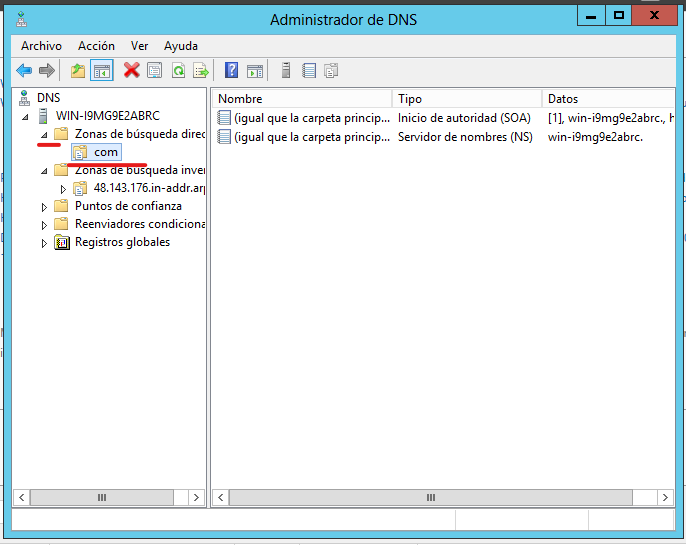 Administrador de DNS
Archivo Acción Ver Ayuda
DNS
WIN-I9MG9E2ABRC
Zonas de búsqueda direc
com
Zonas de búsqueda inver
48.143.176.in-addr.arp
Puntos de confianza
Reenviadores condiciona
Registros globales
Nombre Tipo Datos
(igual que la carpeta princip... Inicio de autoridad (SOA) [1], win-i9mg9e2abrc., h
(igual que la carpeta princip... Servidor de nombres (NS) win-i9mg9e2abrc.